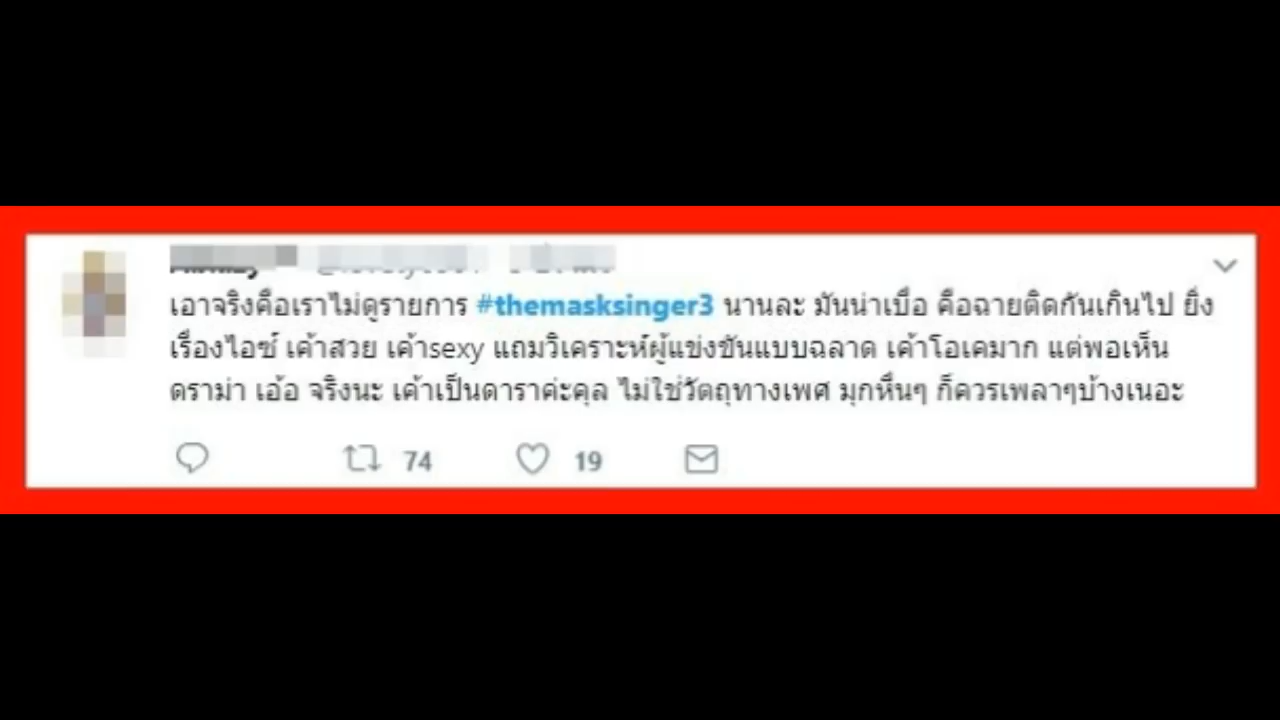 เอาจริงคือเราไม่ดูรายการ #themasksinger3 นานละ มันน่าเบื่อ คือฉายติดกันเกินไป ยิ่ง
เรื่องไอซ์ เค้าสวย เค้าsexy แถมวิเคราะห์ผู้แข่งขันแบบฉลาด เค้าโอเคมาก แต่พอเห็น
ดราม่า เอ้อ จริงนะ เค้าเป็นดาราค่ะคุล ไม่ใช่วัตถุทางเพศ มุกหื่นๆ ก็ควรเพลาๆบ้างเนอะ
74 19